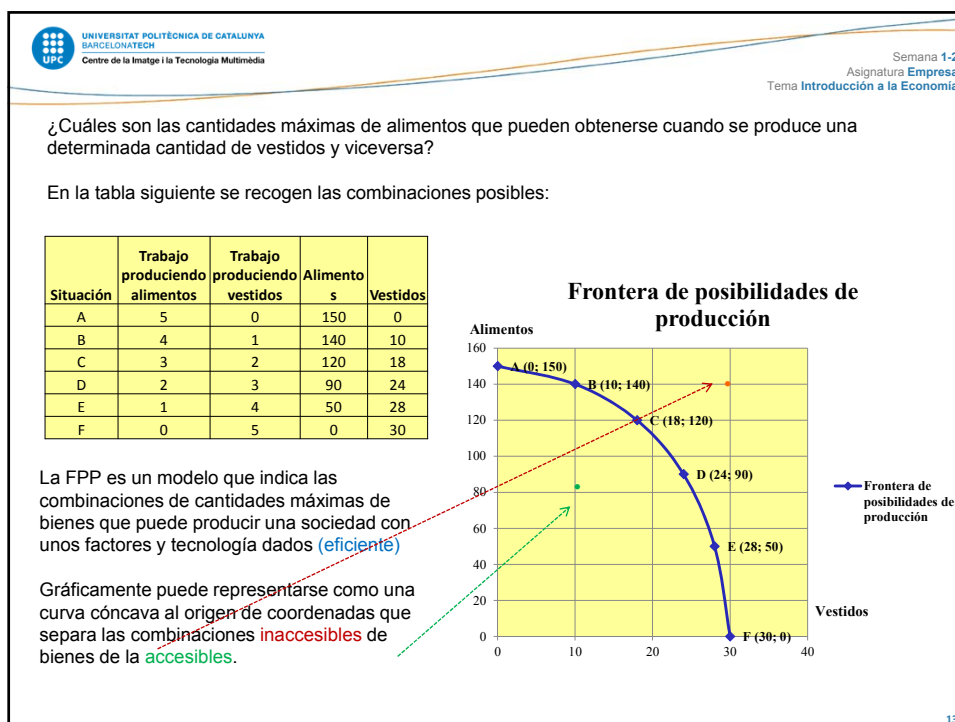 UNIVERSITAT POLITÈCNICA DE CATALUNYA
BARCELONATECH
Centre de la Imatge i la Tecnologia Multimèdia
UPC
Semana 1-2
Asignatura Empresa
Tema Introducción a la Economía
¿Cuáles son las cantidades máximas de alimentos que pueden obtenerse cuando se produce una
determinada cantidad de vestidos y viceversa?
En la tabla siguiente se recogen las combinaciones posibles:
Situación Trabajo produciendo alimentos Trabajo produciendo vestidos Alimento s Vestidos
A 5 0 150 0
B 4 1 140 10
C 3 2 120 18
D 2 3 90 24
E 1 4 50 28
F 0 5 0 30
La FPP es un modelo que indica las
combinaciones de cantidades máximas de
bienes que puede producir una sociedad con
unos factores y tecnología dados (eficiente)
Gráficamente puede representarse como una
curva cóncava al origen de coordenadas que
separa las combinaciones inaccesibles de
bienes de la accesibles.
Frontera de posibilidades de
producción
Alimentos
160
140
120
100
80
60
40
20
0
A (0; 150)
B (10; 140)
C (18; 120)
D (24; 90)
E (28; 50)
F (30; 0)
Vestidos
0 10 20 30 40
Frontera de
posibilidades de
producción
13